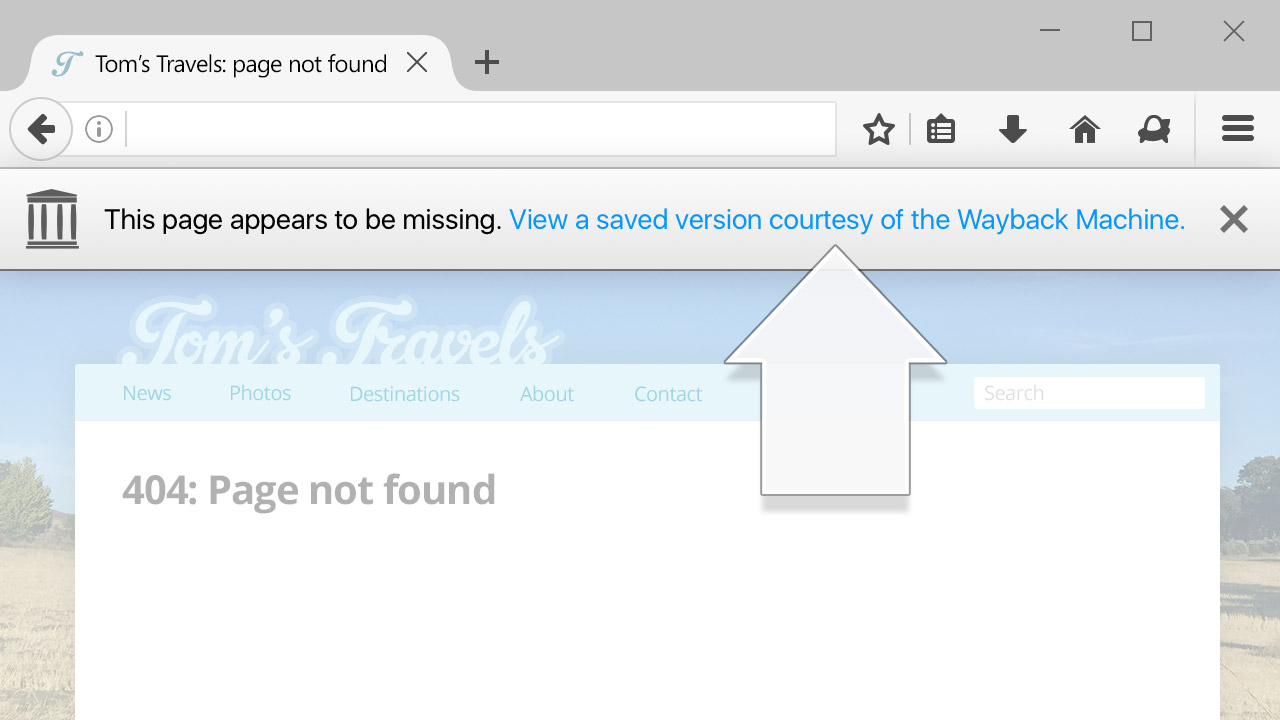 Tom’s Travels: page not found
This page appears to be missing. View a saved version courtesy of the Wayback Machine.
Tom's Travels
News Photos Destinations About Contact Search
404: Page not found